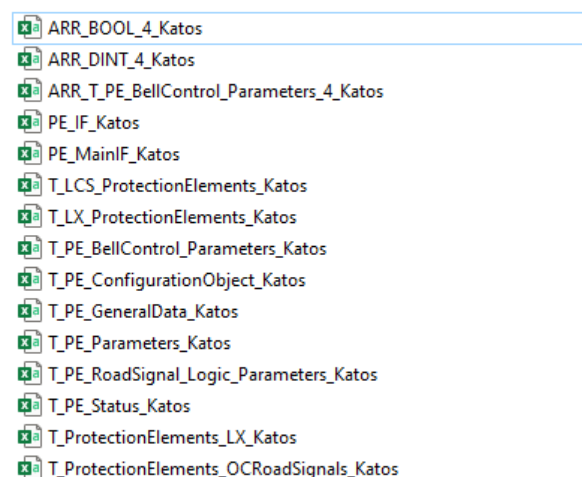 ARR_BOOL_4_Katos
ARR_DINT_4_Katos
ARR_T_PE_BellControl_Parameters_4_Katos
PE_IF_Katos
PE_MainIF_Katos
T_LCS_ProtectionElements_Katos
T_LX_ProtectionElements_Katos
T_PE_BellControl_Parameters_Katos
T_PE_ConfigurationObject_Katos
T_PE_GeneralData_Katos
T_PE_Parameters_Katos
T_PE_RoadSignal_Logic_Parameters_Katos
T_PE_Status_Katos
T_ProtectionElements_LX_Katos
T_ProtectionElements_OCRoadSignals_Katos